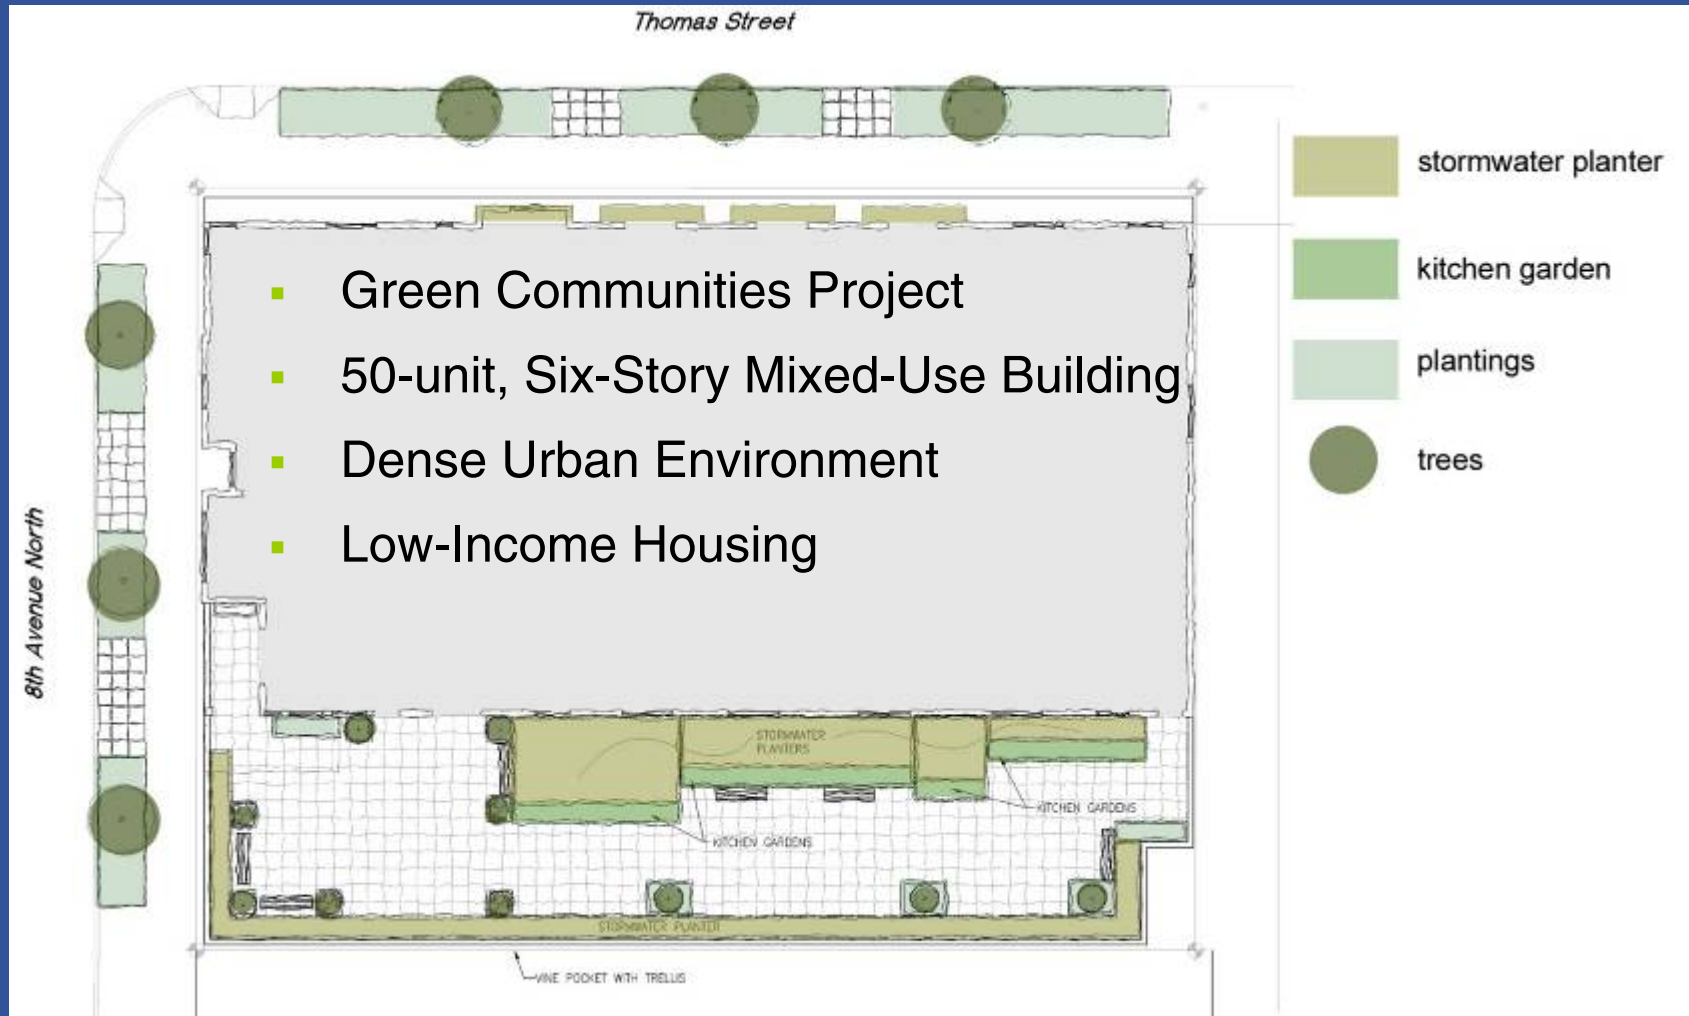 Thomas Street
stormwater planter
kitchen garden
plantings
trees
▪ Green Communities Project
▪ 50-unit, Six-Story Mixed-Use Building
▪ Dense Urban Environment
▪ Low-Income Housing
8th Avenue North
STORMWATER
PLANTERS
KITCHEN GARDENS
KITCHEN GARDENS
STORMWATER PLANTER
VINE POCKET WITH TRELLIS